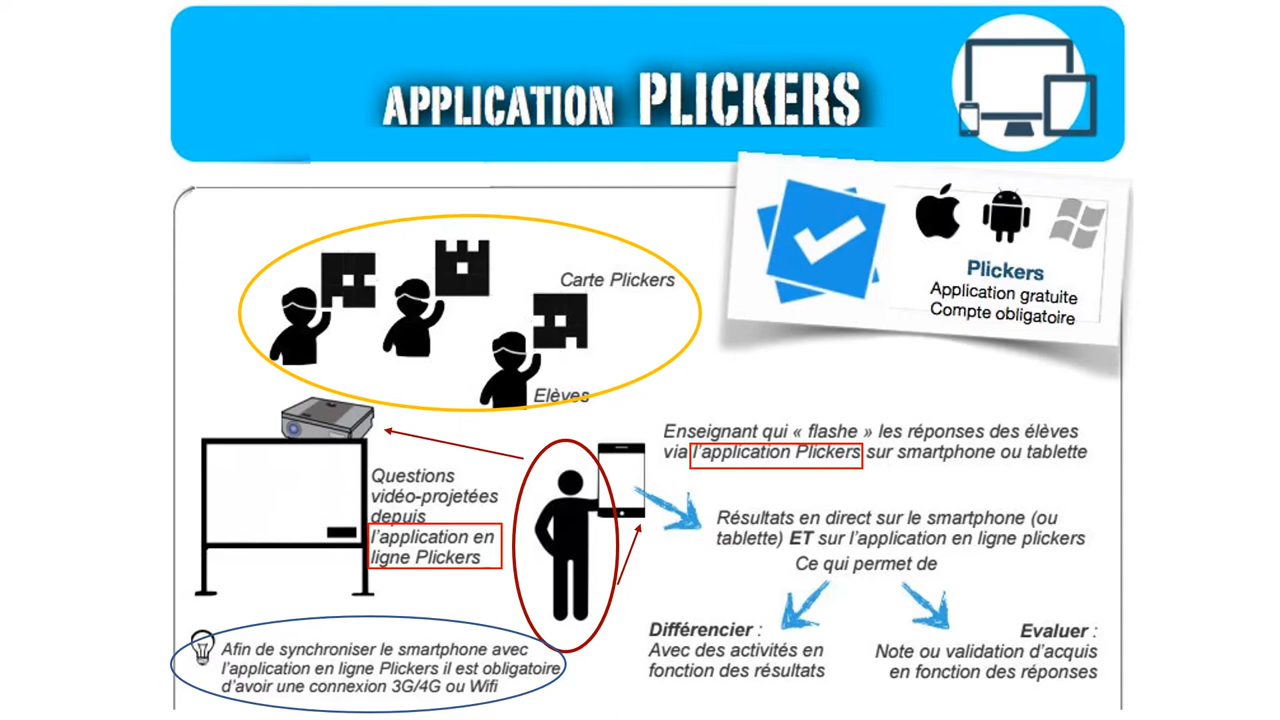 APPLICATION PLICKERS
Plickers
Application gratuite
Compte obligatoire
Carte Plickers
Elèves
Enseignant qui « flashe » les réponses des élèves
via l’application Plickers sur smartphone ou tablette
Questions
vidéo-projetées
depuis
l’application en
ligne Plickers
Résultats en direct sur le smartphone (ou
tablette) ET sur l’application en ligne plickers
Ce qui permet de
Différencier :
Avec des activités en
fonction des résultats
Evaluer :
Note ou validation d’acquis
en fonction des réponses
Afin de synchroniser le smartphone avec
l’application en ligne Plickers il est obligatoire
d’avoir une connexion 3G/4G ou Wifi